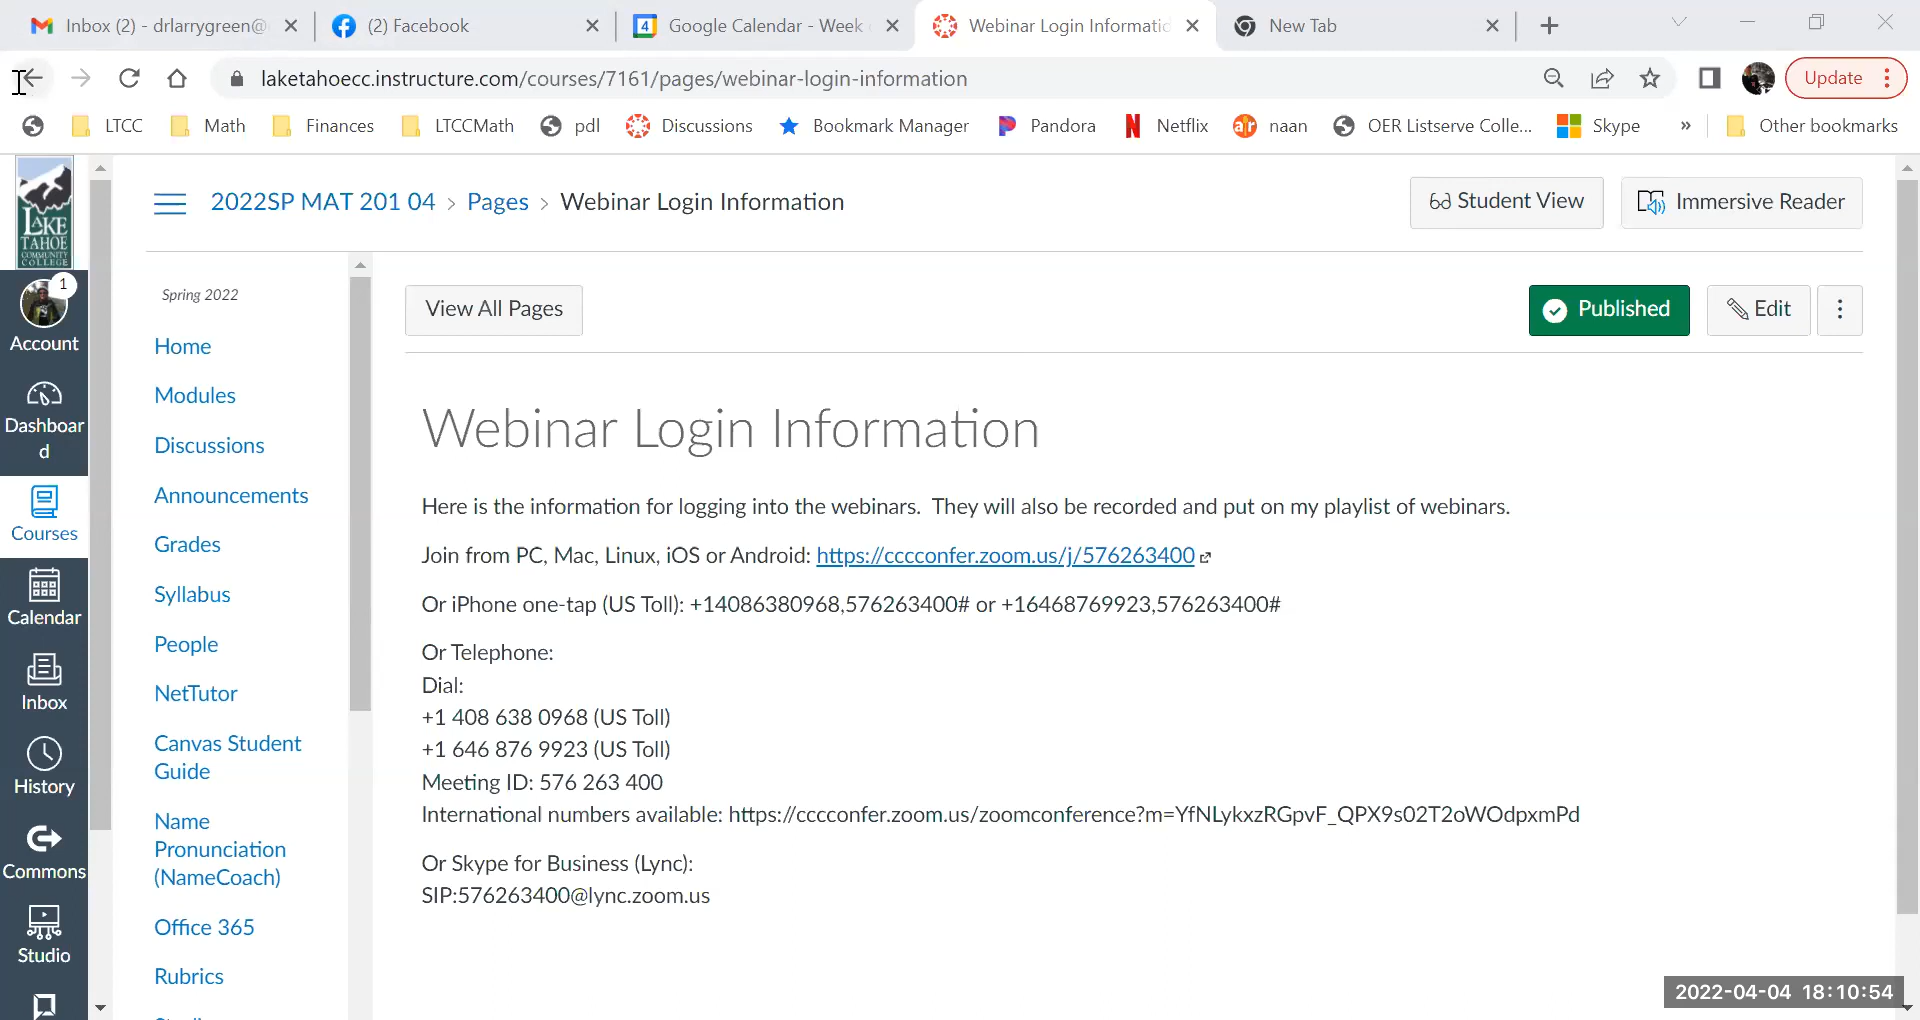 Inbox (2) - drlarrygreen@
(2) Facebook
Google Calendar - Week
Webinar Login Informatic
New Tab
laketahoecc.instructure.com/courses/7161/pages/webinar-login-information
Update
LTCC
Math
Finances
LTCCMath
pdl
Discussions
Bookmark Manager
Pandora
Netflix
naan
OER Listserve Colle...
Skype
»
Other bookmarks
LAKE
TAHOE
COMMUNITY
COLLEGE
2022SP MAT 201 04 > Pages > Webinar Login Information
Student View
Immersive Reader
1
Account
Dashboar
d
Courses
Calendar
Inbox
History
Commons
Studio
Spring 2022
Home
Modules
Discussions
Announcements
Grades
Syllabus
People
NetTutor
Canvas Student
Guide
Name
Pronunciation
(NameCoach)
Office 365
Rubrics
View All Pages
Published
Edit
Webinar Login Information
Here is the information for logging into the webinars.  They will also be recorded and put on my playlist of webinars.
Join from PC, Mac, Linux, iOS or Android: https://cccconfer.zoom.us/j/576263400
Or iPhone one-tap (US Toll): +14086380968,576263400# or +16468769923,576263400#
Or Telephone:
Dial:
+1 408 638 0968 (US Toll)
+1 646 876 9923 (US Toll)
Meeting ID: 576 263 400
International numbers available: https://cccconfer.zoom.us/zoomconference?m=YfNLykxzRGpvF_QPX9s02T2oWOdpxmPd
Or Skype for Business (Lync):
SIP:576263400@lync.zoom.us
2022-04-04 18:10:54